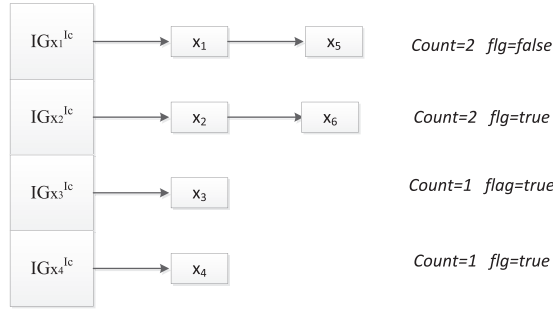 IGx1Ic x1 x5 Count=2 flg=false
IGx2Ic x2 x6 Count=2 flg=true
IGx3Ic x3 Count=1 flag=true
IGx4Ic x4 Count=1 flg=true